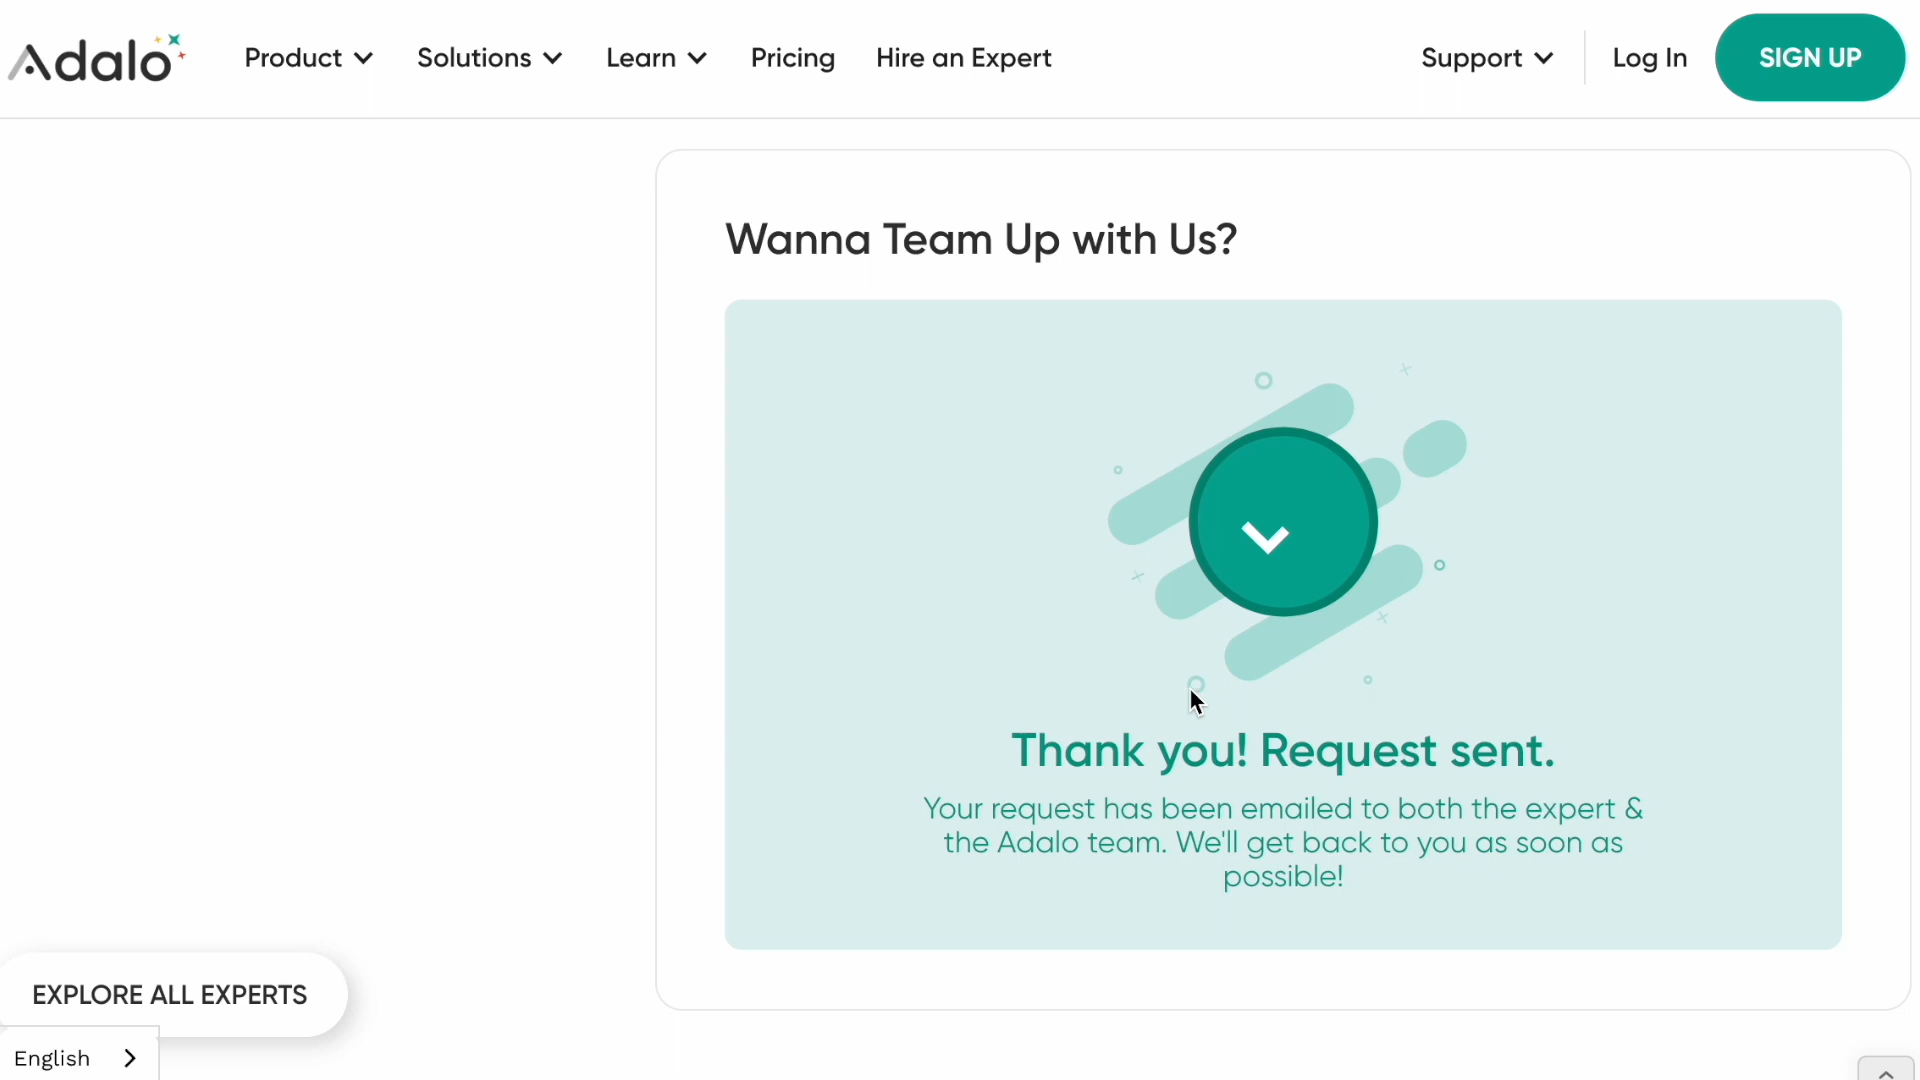 Adalo
Product
Solutions
Learn
Pricing
Hire an Expert
Support
Log In
SIGN UP
Wanna Team Up with Us?
Thank you! Request sent.
Your request has been emailed to both the expert &
the Adalo team. We'll get back to you as soon as
possible!
EXPLORE ALL EXPERTS
English